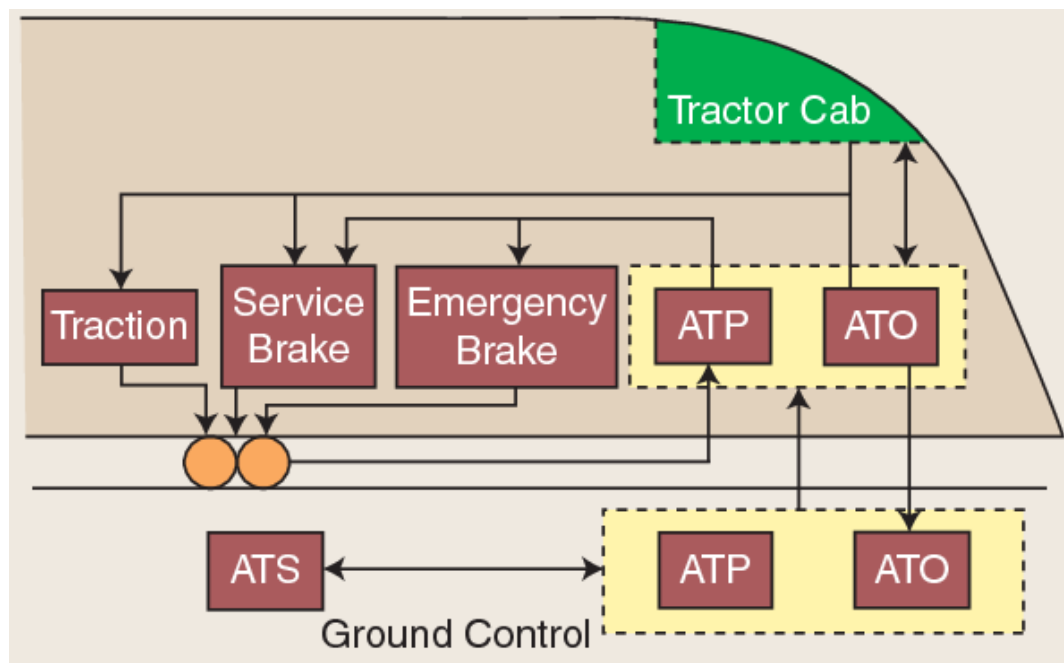 Tractor Cab
Traction
Service
Brake
Emergency
Brake
ATP
ATO
ATS
ATP
ATO
Ground Control